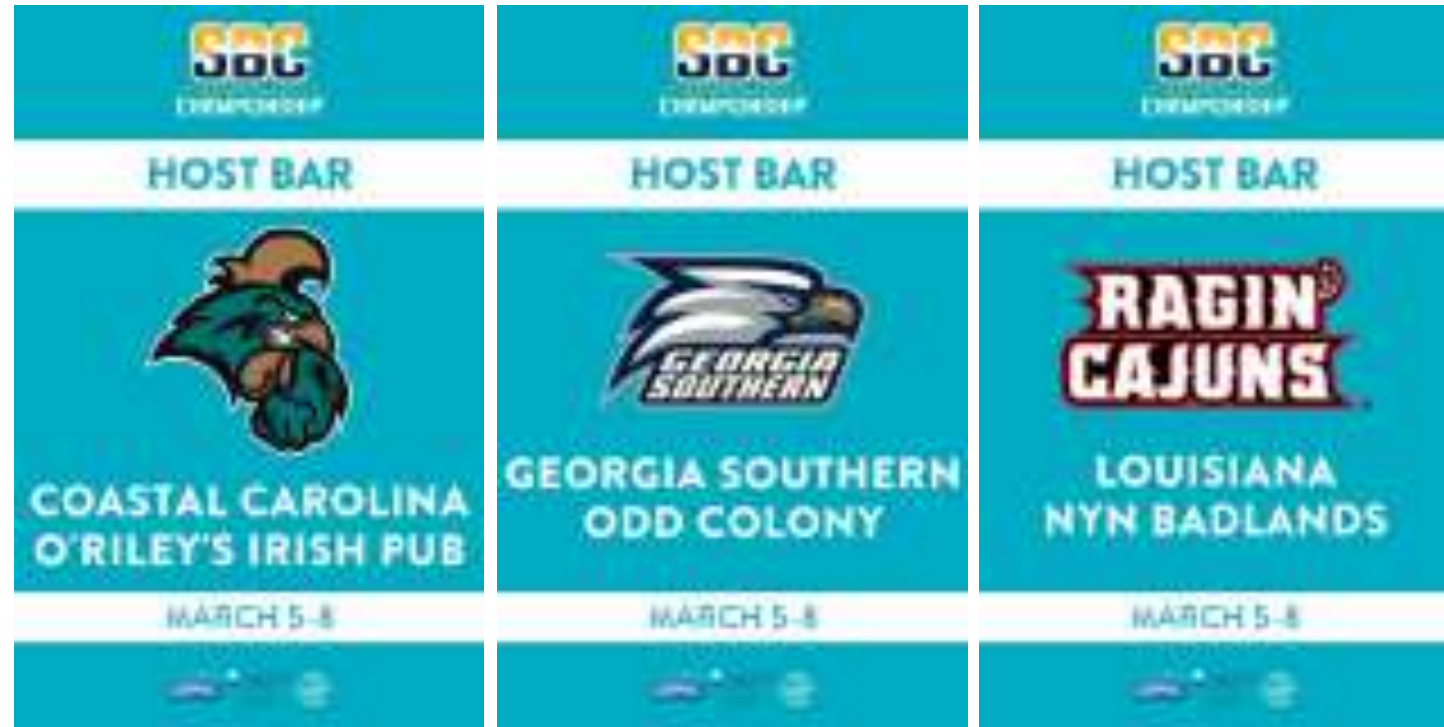 SBC
CHAMPIONSHIP
HOST BAR
COASTAL CAROLINA
O'RILEY'S IRISH PUB
MARCH 5-8
SBC
CHAMPIONSHIP
HOST BAR
GEORGIA
SOUTHERN
GEORGIA SOUTHERN
ODD COLONY
MARCH 5-8
SBC
CHAMPIONSHIP
HOST BAR
RAGIN'
CAJUNS
LOUISIANA
NYN BADLANDS
MARCH 5-8